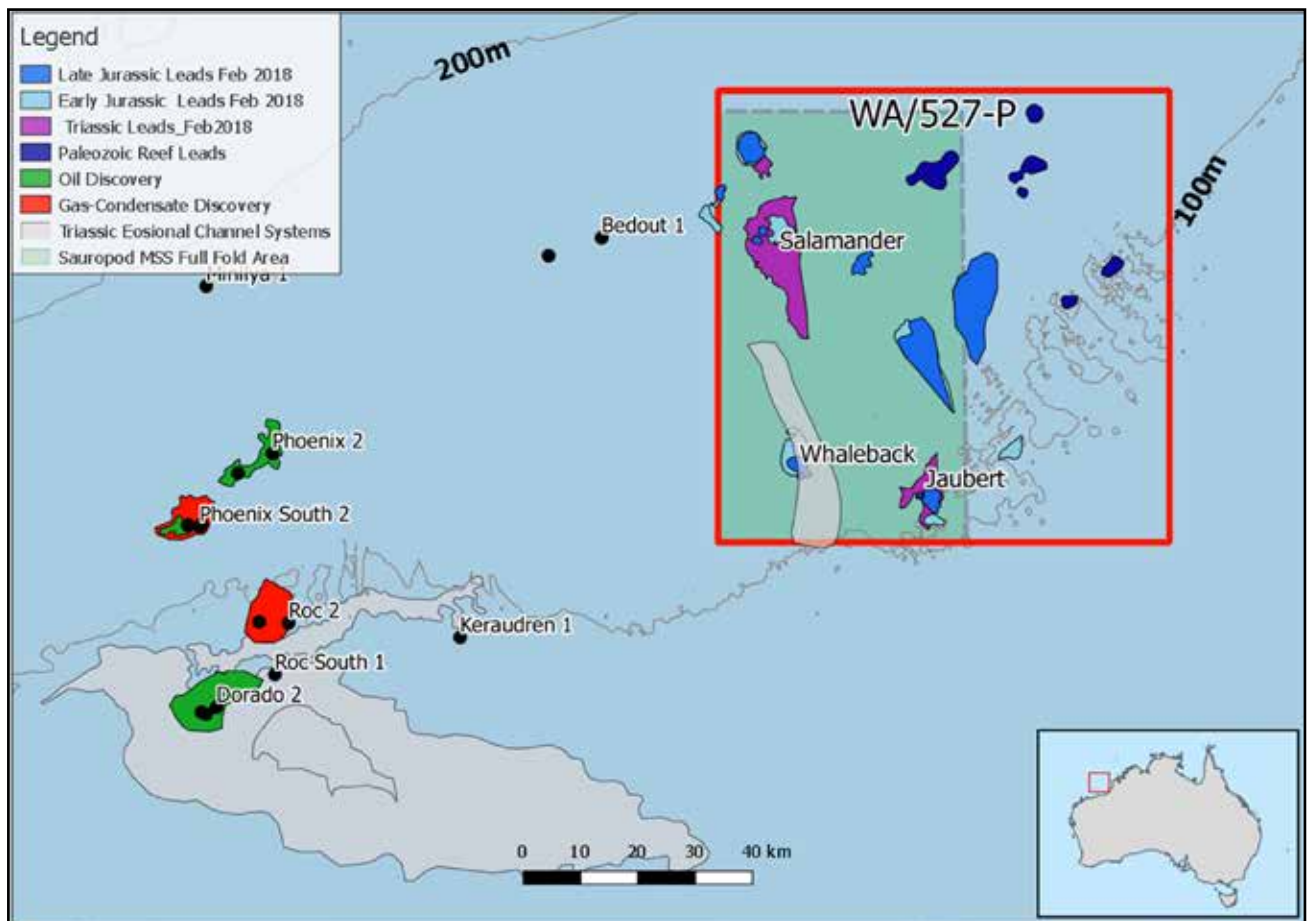 Legend
Late Jurassic Leads Feb 2018
Early Jurassic Leads Feb 2018
Triassic Leads_Feb2018
Paleozoic Reef Leads
Oil Discovery
Gas-Condensate Discovery
Triassic Eosional Channel Systems
Sauropod MSS Full Fold Area
200m
WA/527-P
100m
Bedout 1
Salamander
Minilya 1
Phoenix 2
Whaleback
Jaubert
Phoenix South 2
Roc 2
Keraudren 1
Roc South 1
Dorado 2
0 10 20 30 40 km